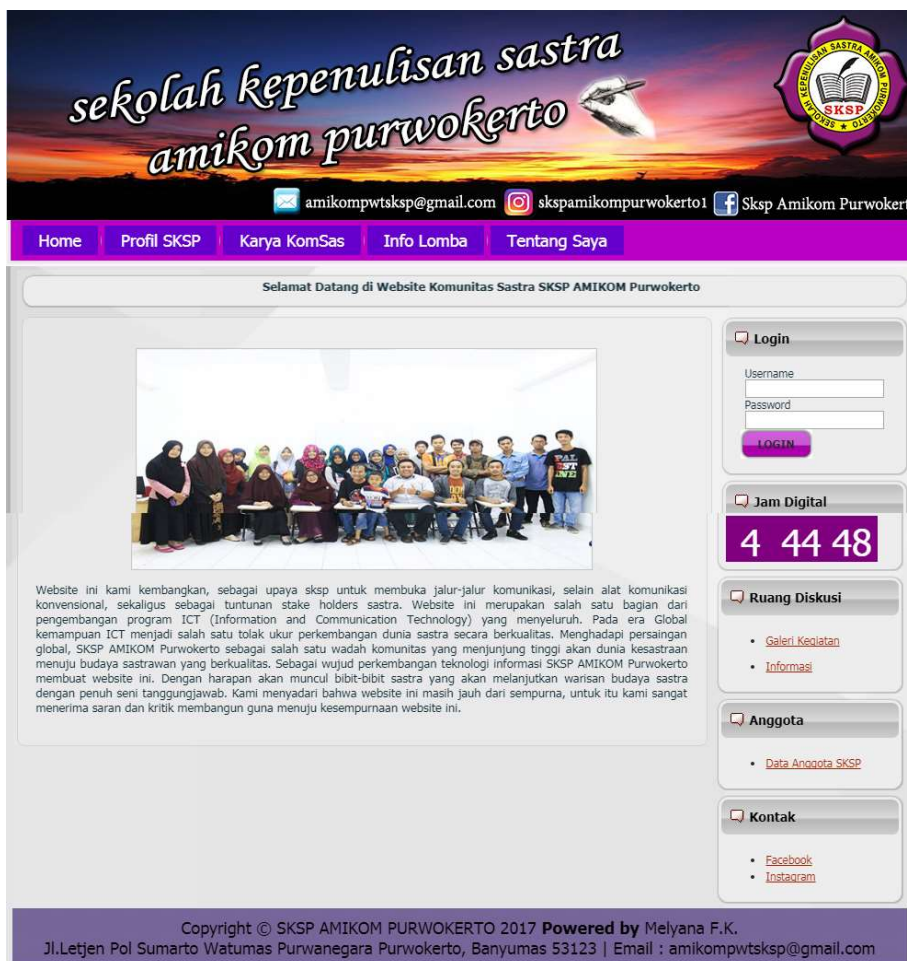 sekolah kepenulisan sastra
amikom purwokerto
SEKOLAH KEPENULISAN SASTRA AMIKOM PURWOKERTO
SKSP
amikompwtsksp@gmail.com skspamikompurwokerto1 Sksp Amikom Purwokert
Home Profil SKSP Karya KomSas Info Lomba Tentang Saya
Selamat Datang di Website Komunitas Sastra SKSP AMIKOM Purwokerto
PAL
EST
INE
Website ini kami kembangkan, sebagai upaya sksp untuk membuka jalur-jalur komunikasi, selain alat komunikasi
konvensional, sekaligus sebagai tuntunan stake holders sastra. Website ini merupakan salah satu bagian dari
pengembangan program ICT (Information and Communication Technology) yang menyeluruh. Pada era Global
kemampuan ICT menjadi salah satu tolak ukur perkembangan dunia sastra secara berkualitas. Menghadapi persaingan
global, SKSP AMIKOM Purwokerto sebagai salah satu wadah komunitas yang menjunjung tinggi akan dunia kesastraan
menuju budaya sastrawan yang berkualitas. Sebagai wujud perkembangan teknologi informasi SKSP AMIKOM Purwokerto
membuat website ini. Dengan harapan akan muncul bibit-bibit sastra yang akan melanjutkan warisan budaya sastra
dengan penuh seni tanggungjawab. Kami menyadari bahwa website ini masih jauh dari sempurna, untuk itu kami sangat
menerima saran dan kritik membangun guna menuju kesempurnaan website ini.
Login
Username
Password
LOGIN
Jam Digital
4 44 48
Ruang Diskusi
Galeri Kegiatan
Informasi
Anggota
Data Anggota SKSP
Kontak
Facebook
Instagram
Copyright © SKSP AMIKOM PURWOKERTO 2017 Powered by Melyana F.K.
Jl.Letjen Pol Sumarto Watumas Purwanegara Purwokerto, Banyumas 53123 | Email : amikompwtsksp@gmail.com